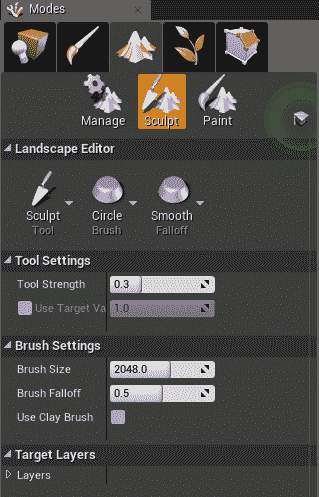 Modes
Manage Sculpt Paint
Landscape Editor
Sculpt Circle Smooth
Tool Brush Falloff
Tool Settings
Tool Strength 0.3
Use Target Va 1.0
Brush Settings
Brush Size 2048.0
Brush Falloff 0.5
Use Clay Brush
Target Layers
Layers